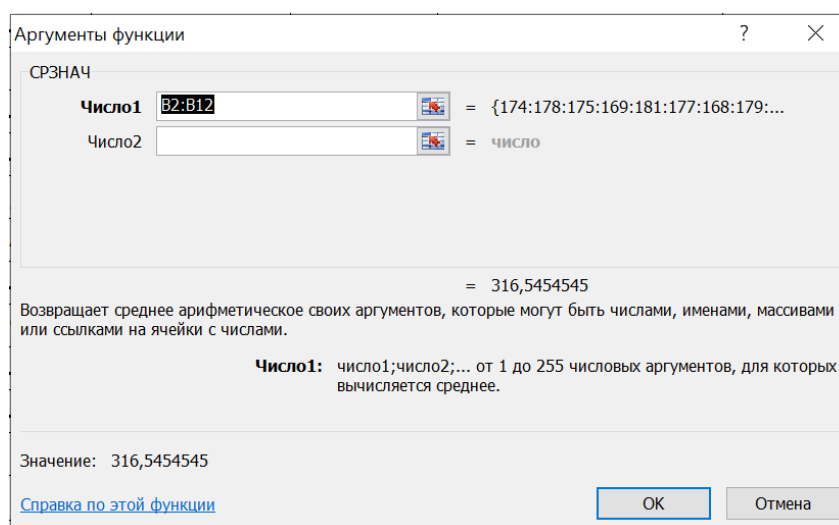 Аргументы функции ?
СРЗНАЧ
Число1 B2:B12 = {174:178:175:169:181:177:168:179:...
Число2 = число
= 316,5454545
Возвращает среднее арифметическое своих аргументов, которые могут быть числами, именами, массивами
или ссылками на ячейки с числами.
Число1: число1;число2;... от 1 до 255 числовых аргументов, для которых
вычисляется среднее.
Значение: 316,5454545
Справка по этой функции ОК Отмена